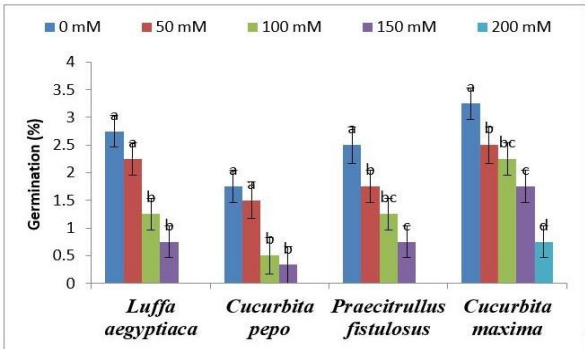 0 mM 50 mM 100 mM 150 mM 200 mM
4
3.5
3
2.5
2
1.5
1
0.5
0
Germination (%)
a a b b
a a b b
a b bc c
a b bc c d
Luffa aegyptiaca
Cucurbita pepo
Praecitrullus fistulosus
Cucurbita maxima